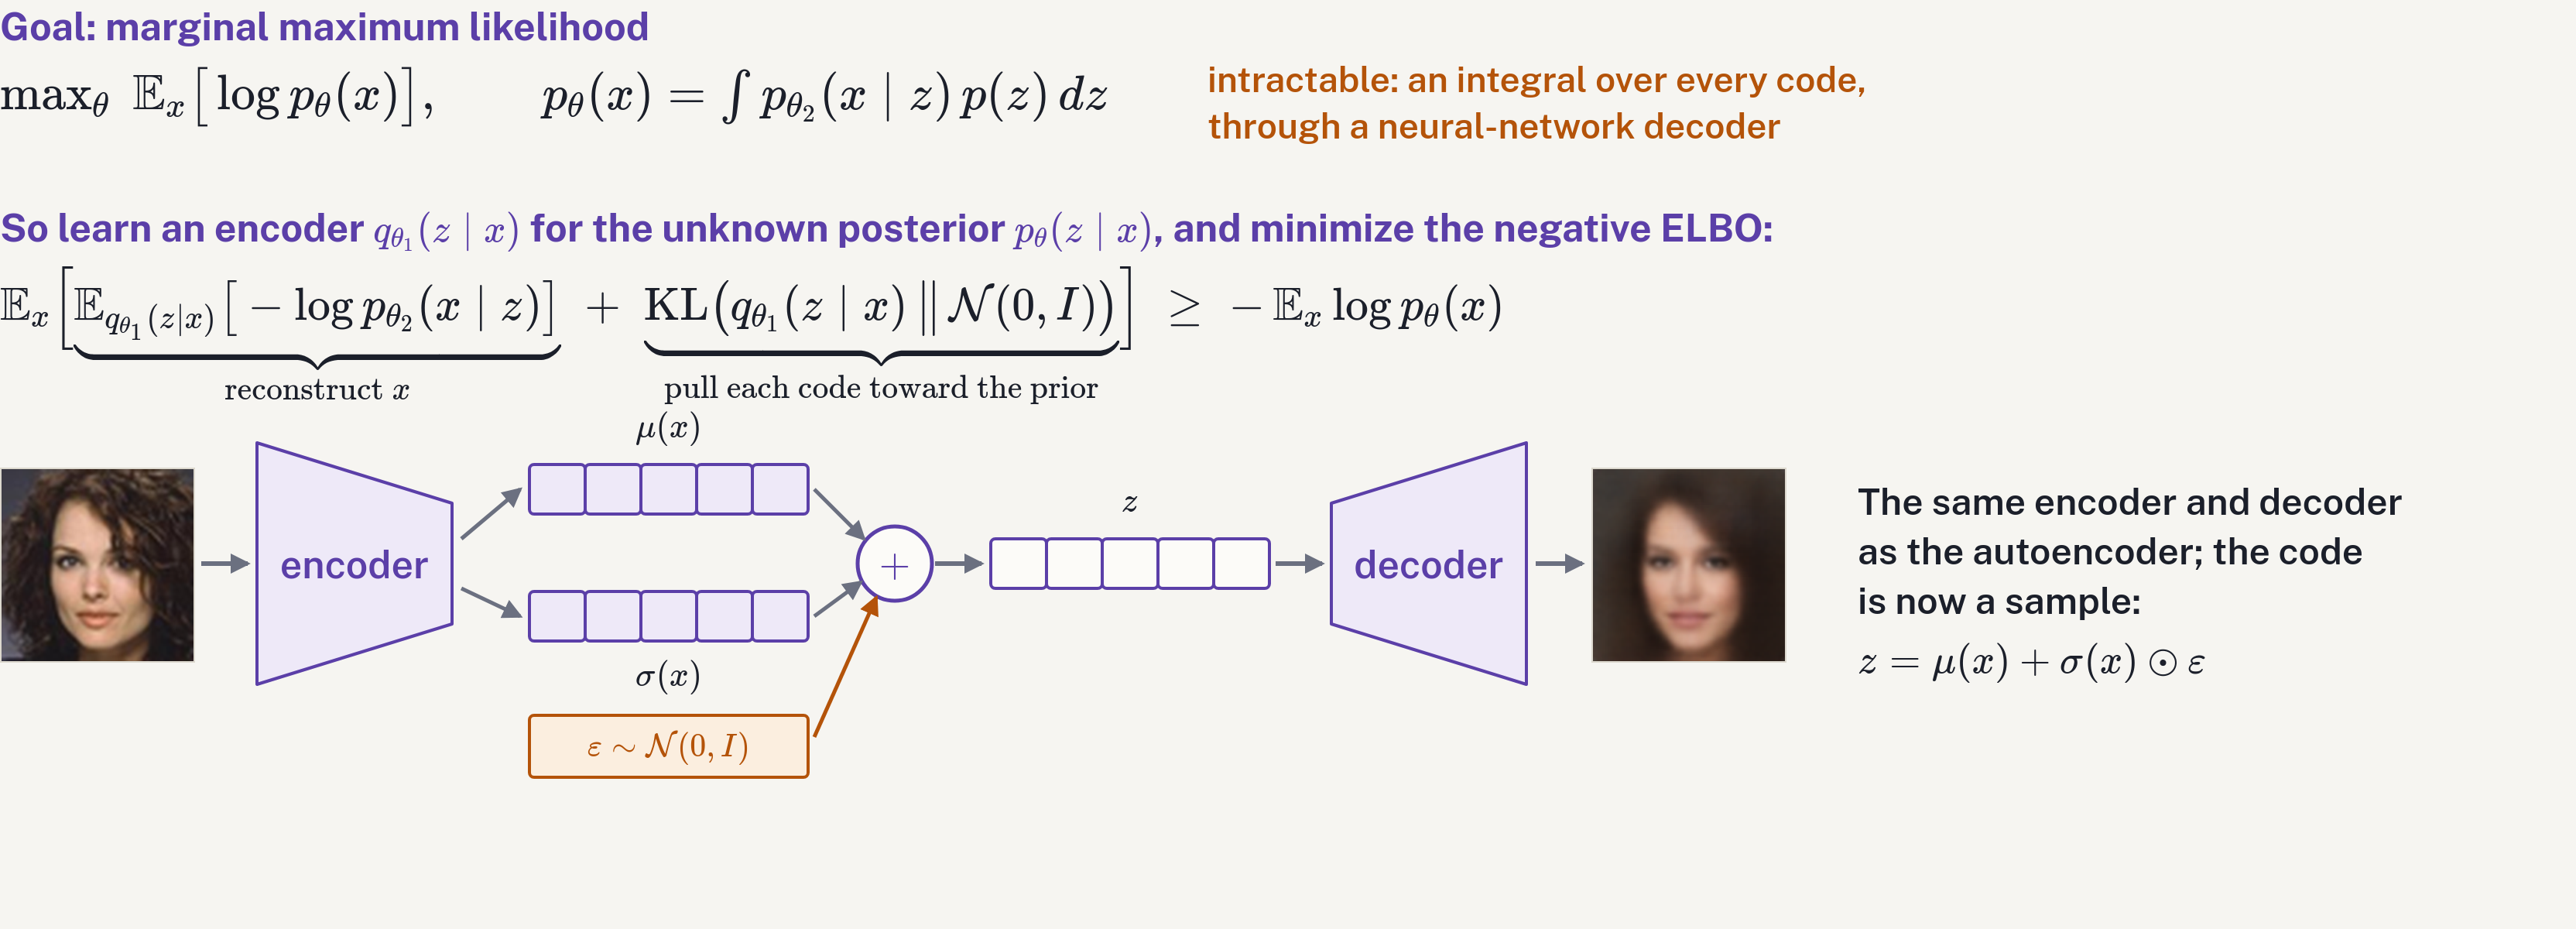 Goal: marginal maximum likelihood
max_θ 𝔼_x[ log p_θ(x) ],   p_θ(x) = ∫ p_θ₂(x | z) p(z) dz
intractable: an integral over every code,
through a neural-network decoder
So learn an encoder q_θ₁(z | x) for the unknown posterior p_θ(z | x), and minimize the negative ELBO:
𝔼_x[ 𝔼_{q_θ₁(z|x)}[ − log p_θ₂(x | z) ] + KL( q_θ₁(z | x) ‖ 𝒩(0, I) ) ] ≥ − 𝔼_x log p_θ(x)
reconstruct x
pull each code toward the prior
μ(x)
encoder
σ(x)
ε ∼ 𝒩(0, I)
+
z
decoder
The same encoder and decoder
as the autoencoder; the code
is now a sample:
z = μ(x) + σ(x) ⊙ ε